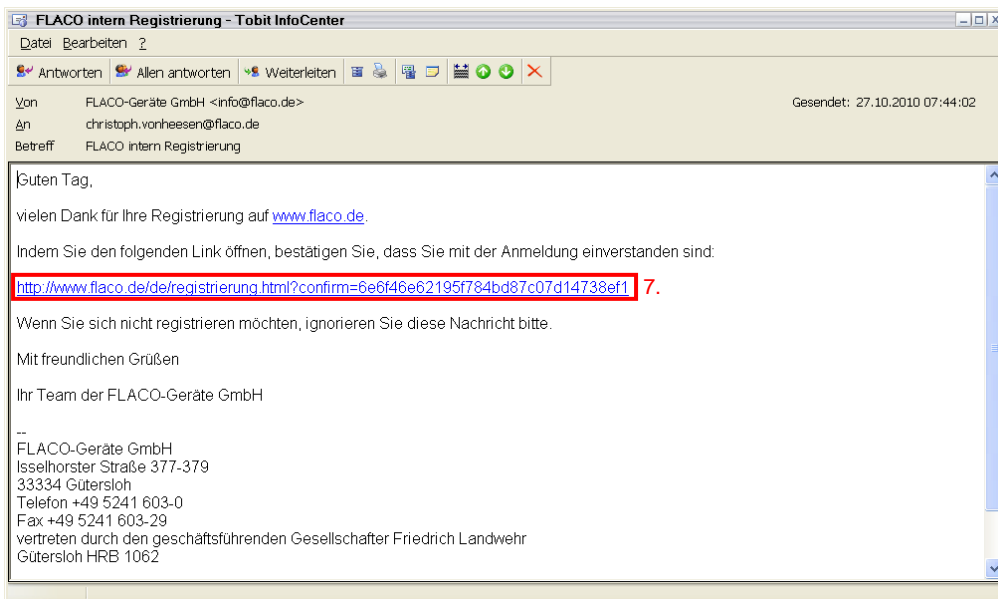 FLACO intern Registrierung - Tobit InfoCenter
Datei Bearbeiten ?
Antworten Allen antworten Weiterleiten
Von FLACO-Geräte GmbH <info@flaco.de> Gesendet: 27.10.2010 07:44:02
An christoph.vonheesen@flaco.de
Betreff FLACO intern Registrierung
Guten Tag,
vielen Dank für Ihre Registrierung auf www.flaco.de.
Indem Sie den folgenden Link öffnen, bestätigen Sie, dass Sie mit der Anmeldung einverstanden sind:
http://www.flaco.de/de/registrierung.html?confirm=6e6f46e62195f784bd87c07d14738ef1 7.
Wenn Sie sich nicht registrieren möchten, ignorieren Sie diese Nachricht bitte.
Mit freundlichen Grüßen
Ihr Team der FLACO-Geräte GmbH
--
FLACO-Geräte GmbH
Isselhorster Straße 377-379
33334 Gütersloh
Telefon +49 5241 603-0
Fax +49 5241 603-29
vertreten durch den geschäftsführenden Gesellschafter Friedrich Landwehr
Gütersloh HRB 1062